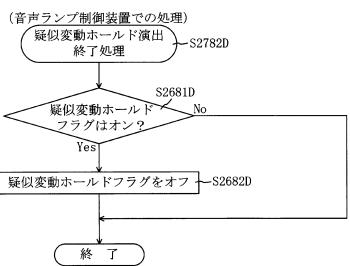 (音声ランプ制御装置での処理)
疑似変動ホールド演出
終了処理
S2782D
S2681D
疑似変動ホールド
フラグはオン？
No
Yes
疑似変動ホールドフラグをオフ
S2682D
終 了